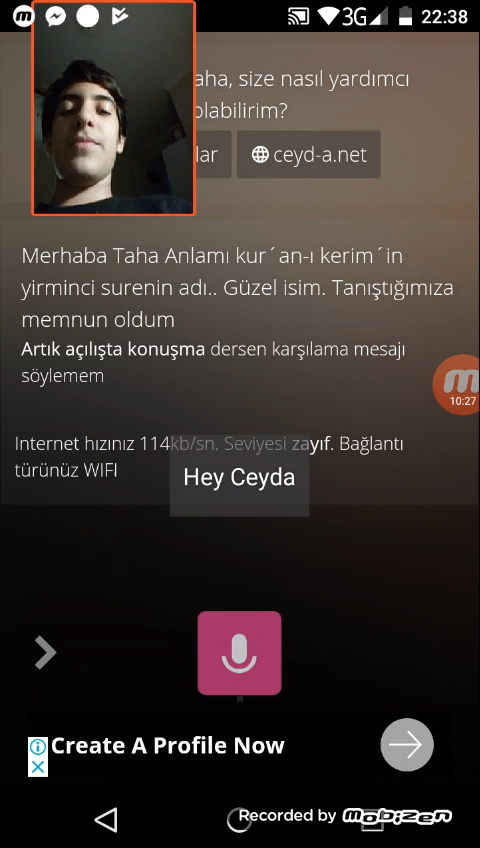 3G 22:38
aha, size nasıl yardımcı
olabilirim?
lar ceyd-a.net
Merhaba Taha Anlamı kur´an-ı kerim´in
yirminci surenin adı.. Güzel isim. Tanıştığımıza
memnun oldum
Artık açılışta konuşma dersen karşılama mesajı
söylemem
10:27
Internet hızınız 114kb/sn. Seviyesi zayıf. Bağlantı
türünüz WIFI
Hey Ceyda
Create A Profile Now
Recorded by mobizen